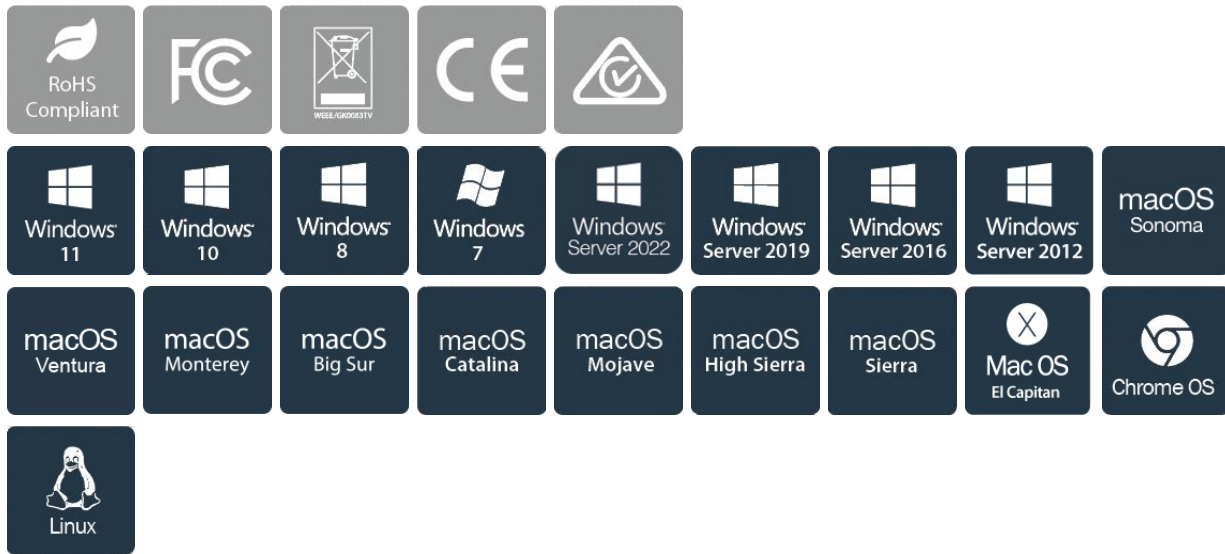 RoHS
Compliant
FC
WEEE/GK0063TV
CE
Windows
11
Windows
10
Windows
8
Windows
7
Windows
Server 2022
Windows
Server 2019
Windows
Server 2016
Windows
Server 2012
macOS
Sonoma
macOS
Ventura
macOS
Monterey
macOS
Big Sur
macOS
Catalina
macOS
Mojave
macOS
High Sierra
macOS
Sierra
X
Mac OS
El Capitan
Chrome OS
Linux